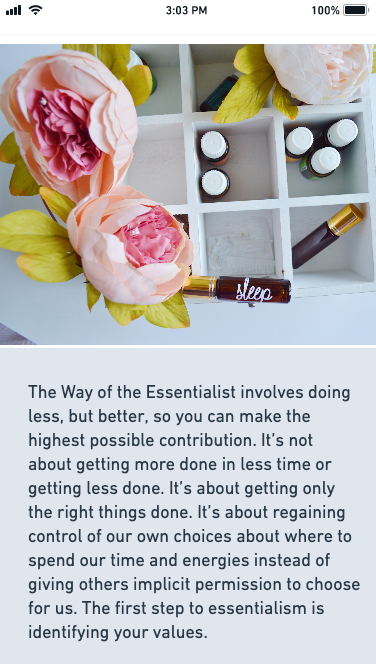 3:03 PM
100%
sleep
The Way of the Essentialist involves doing
less, but better, so you can make the
highest possible contribution. It’s not
about getting more done in less time or
getting less done. It’s about getting only
the right things done. It’s about regaining
control of our own choices about where to
spend our time and energies instead of
giving others implicit permission to choose
for us. The first step to essentialism is
identifying your values.